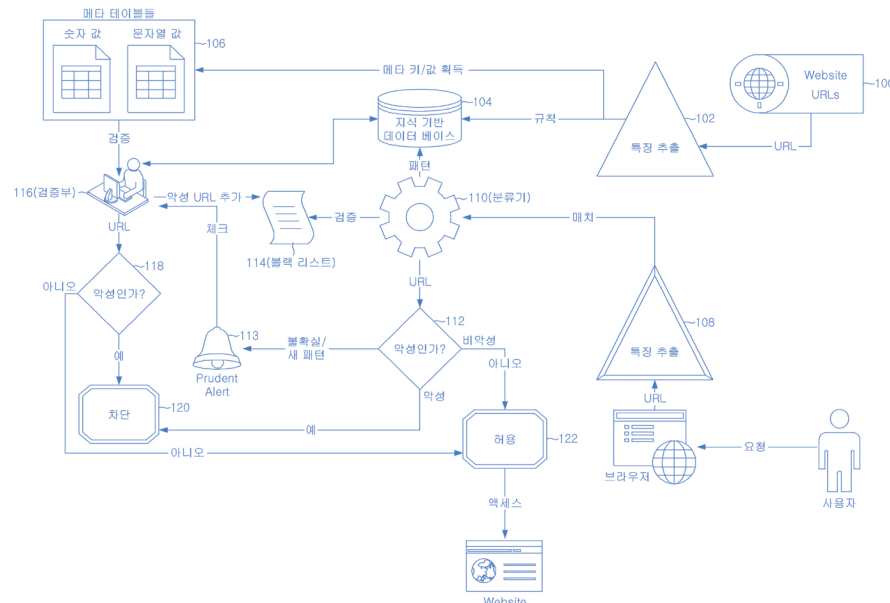 메타 테이블들
숫자 값
문자열 값
106
메타 키/값 획득
Website
URLs
104
지식 기반
데이터 베이스
규칙
102
특징 추출
URL
검증
116(검증부)
악성 URL 추가
패턴
110(분류기)
검증
매치
114(블랙 리스트)
체크
URL
118
아니오
악성인가?
URL
112
113
불확실/
새 패턴
악성인가?
비악성
아니오
108
특징 추출
Prudent
Alert
예
악성
URL
차단
120
예
아니오
허용
122
요청
브라우저
사용자
액세스
Website